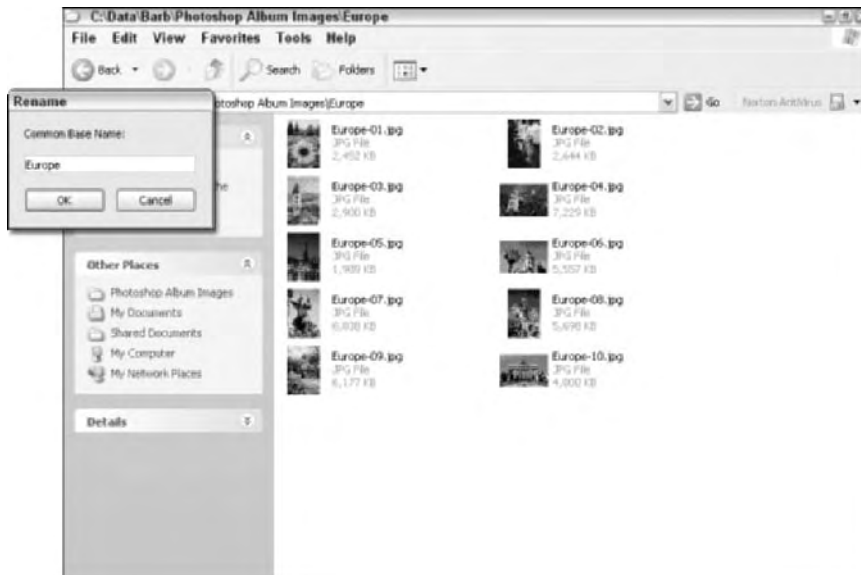 C:\Data\Barb\Photoshop Album Images\Europe
File Edit View Favorites Tools Help
Back Search Folders
Rename
otoshop Album Images\Europe
Go Norton AntiVirus
Common Base Name:
Europe
OK Cancel
the
Other Places
Photoshop Album Images
My Documents
Shared Documents
My Computer
My Network Places
Details
Europe-01.jpg
JPG File
2,452 KB
Europe-02.jpg
JPG File
2,644 KB
Europe-03.jpg
JPG File
2,900 KB
Europe-04.jpg
JPG File
7,229 KB
Europe-05.jpg
JPG File
1,989 KB
Europe-06.jpg
JPG File
5,557 KB
Europe-07.jpg
JPG File
6,838 KB
Europe-08.jpg
JPG File
5,698 KB
Europe-09.jpg
JPG File
6,177 KB
Europe-10.jpg
JPG File
4,000 KB